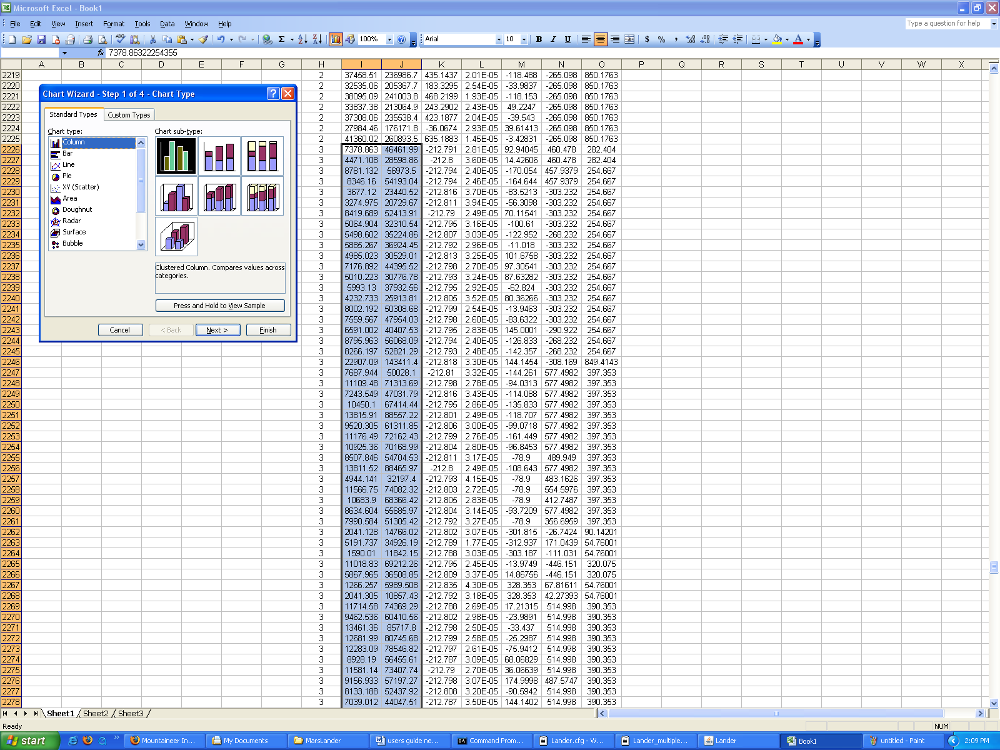 Microsoft Excel - Book1
File Edit View Insert Format Tools Data Window Help Type a question for help
100% Arial 10 B I U $ % ,
fx 7378.86322254355
A B C D E F G H I J K L M N O P Q R S T U V W X
2219 2 37458.51 236986.7 435.1437 2.01E-05 -118.488 -265.098 850.1763
2220 2 32535.06 205367.7 183.3295 2.54E-05 -33.9837 -265.098 850.1763
2221 2 38095.09 241003.8 468.2199 1.93E-05 -118.153 -265.098 850.1763
2222 2 33837.38 213064.9 243.2902 2.43E-05 49.2247 -265.098 850.1763
2223 2 37308.06 235538.4 423.1877 2.04E-05 -39.543 -265.098 850.1763
2224 2 27984.46 176171.8 -36.0674 2.93E-05 39.61413 -265.098 850.1763
2225 2 41360.02 260893.5 635.1883 1.45E-05 -3.42831 -265.098 850.1763
2226 3 7378.863 46461.99 -212.791 2.81E-05 92.94045 460.478 282.404
2227 3 4471.108 28598.86 -212.8 3.60E-05 14.42606 460.478 282.404
2228 3 8781.132 56973.5 -212.794 2.40E-05 -170.054 457.9379 254.667
2229 3 8346.16 54193.04 -212.794 2.46E-05 -164.644 457.9379 254.667
2230 3 3677.12 23440.52 -212.816 3.70E-05 -83.5213 -303.232 254.667
2231 3 3274.975 20729.67 -212.811 3.94E-05 -56.3098 -303.232 254.667
2232 3 8419.689 52413.91 -212.79 2.49E-05 70.11541 -303.232 254.667
2233 3 5064.904 32310.54 -212.795 3.16E-05 -100.61 -303.232 254.667
2234 3 5498.602 35224.86 -212.807 3.03E-05 -122.952 -268.232 254.667
2235 3 5885.267 36924.45 -212.792 2.96E-05 -11.018 -303.232 254.667
2236 3 4985.023 30529.01 -212.813 3.25E-05 101.6758 -303.232 254.667
2237 3 7176.892 44395.52 -212.798 2.70E-05 97.30541 -303.232 254.667
2238 3 5010.223 30776.78 -212.793 3.24E-05 87.63282 -303.232 254.667
2239 3 5993.13 37932.56 -212.795 2.92E-05 -62.824 -303.232 254.667
2240 3 4232.733 25913.81 -212.805 3.52E-05 80.36266 -303.232 254.667
2241 3 8002.192 50308.68 -212.799 2.54E-05 -13.9463 -303.232 254.667
2242 3 7559.567 47954.03 -212.798 2.60E-05 -83.6322 -303.232 254.667
2243 3 6591.002 40407.53 -212.795 2.83E-05 145.0001 -290.922 254.667
2244 3 8795.963 56068.09 -212.794 2.40E-05 -126.833 -268.232 254.667
2245 3 8266.197 52821.29 -212.793 2.48E-05 -142.357 -268.232 254.667
2246 3 22907.09 143411.4 -212.818 3.30E-05 144.1454 -308.169 849.4143
2247 3 7687.944 50028.1 -212.81 3.32E-05 -144.261 577.4982 397.353
2248 3 11109.48 71313.69 -212.798 2.78E-05 -94.0313 577.4982 397.353
2249 3 7243.549 47031.79 -212.816 3.43E-05 -114.088 577.4982 397.353
2250 3 10450.1 67414.44 -212.795 2.86E-05 -135.833 577.4982 397.353
2251 3 13815.91 88557.22 -212.801 2.49E-05 -118.707 577.4982 397.353
2252 3 9520.305 61311.85 -212.806 3.00E-05 -99.0718 577.4982 397.353
2253 3 11176.49 72162.43 -212.799 2.76E-05 -161.449 577.4982 397.353
2254 3 10925.36 70168.99 -212.804 2.80E-05 -96.8453 577.4982 397.353
2255 3 8507.846 54704.53 -212.811 3.17E-05 -78.9 489.949 397.353
2256 3 13811.52 88465.97 -212.8 2.49E-05 -108.643 577.4982 397.353
2257 3 4944.141 32197.4 -212.793 4.15E-05 -78.9 483.1626 397.353
2258 3 11566.75 74082.32 -212.803 2.72E-05 -78.9 554.5976 397.353
2259 3 10683.9 68366.42 -212.805 2.83E-05 -78.9 412.7487 397.353
2260 3 8634.604 55685.97 -212.804 3.14E-05 -93.7209 577.4982 397.353
2261 3 7990.584 51305.42 -212.792 3.27E-05 -78.9 356.6959 397.353
2262 3 2041.128 14766.02 -212.802 3.07E-05 -301.815 -26.7424 90.14201
2263 3 5191.737 34926.19 -212.789 1.77E-05 -312.937 171.0439 54.76001
2264 3 1590.01 11842.15 -212.788 3.03E-05 -303.187 -111.031 54.76001
2265 3 11018.83 69212.26 -212.795 2.45E-05 -13.9749 -446.151 320.075
2266 3 5867.965 36508.85 -212.809 3.37E-05 14.86756 -446.151 320.075
2267 3 1266.257 5989.508 -212.835 4.30E-05 328.353 67.81611 54.76001
2268 3 2041.305 10857.43 -212.792 3.18E-05 328.353 42.27393 54.76001
2269 3 11714.58 74369.29 -212.788 2.69E-05 17.21315 514.998 390.353
2270 3 9462.536 60410.56 -212.802 2.98E-05 -23.9891 514.998 390.353
2271 3 13461.36 85717.8 -212.798 2.50E-05 -33.437 514.998 390.353
2272 3 12681.99 80745.68 -212.799 2.58E-05 -25.2987 514.998 390.353
2273 3 12283.09 78546.82 -212.797 2.61E-05 -75.9412 514.998 390.353
2274 3 8928.19 56455.61 -212.787 3.09E-05 68.06829 514.998 390.353
2275 3 11581.14 73407.74 -212.79 2.70E-05 36.06639 514.998 390.353
2276 3 9156.933 57197.27 -212.798 3.07E-05 174.9998 487.5747 390.353
2277 3 8133.188 52437.92 -212.808 3.20E-05 -90.5942 514.998 390.353
2278 3 7039.012 44047.51 -212.787 3.50E-05 144.1402 514.998 390.353
Chart Wizard - Step 1 of 4 - Chart Type
Standard Types Custom Types
Chart type: Chart sub-type:
Column
Bar
Line
Pie
XY (Scatter)
Area
Doughnut
Radar
Surface
Bubble
Clustered Column. Compares values across
categories.
Press and Hold to View Sample
Cancel < Back Next > Finish
Sheet1 Sheet2 Sheet3
Ready NUM
start Mountaineer In... My Documents MarsLander users guide ne... Command Prom... Lander.cfg - W... Lander_multiple... Lander Book1 untitled - Paint 2:09 PM